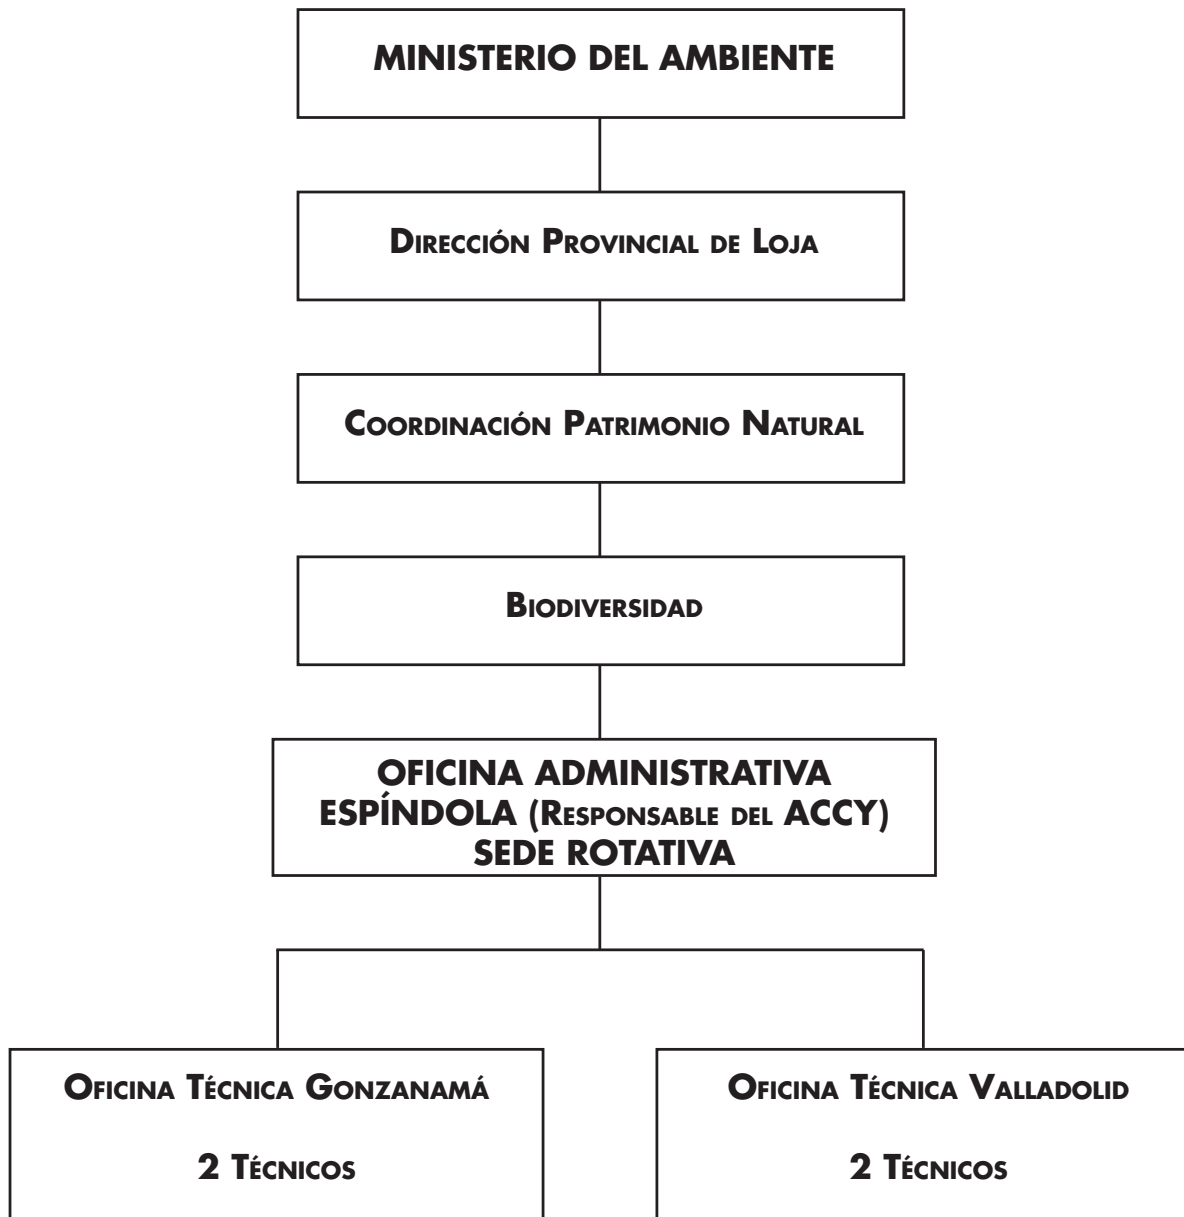 MINISTERIO DEL AMBIENTE
Dirección Provincial de Loja
Coordinación Patrimonio Natural
Biodiversidad
OFICINA ADMINISTRATIVA
ESPÍNDOLA (Responsable del ACCY)
SEDE ROTATIVA
Oficina Técnica Gonzanamá
2 Técnicos
Oficina Técnica Valladolid
2 Técnicos